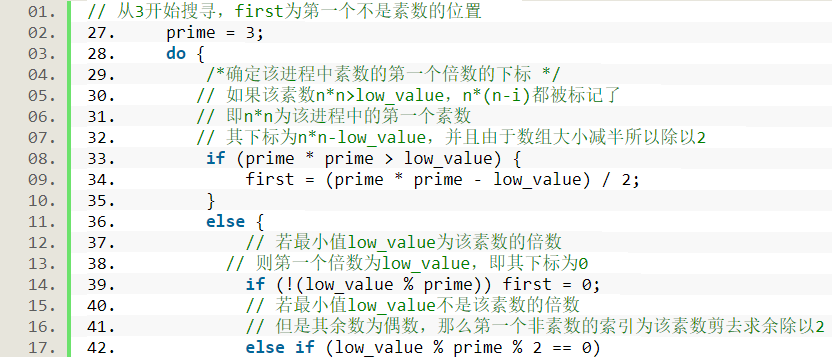 01. // 从3开始搜寻，first为第一个不是素数的位置
02. 27. prime = 3;
03. 28. do {
04. 29. /*确定该进程中素数的第一个倍数的下标 */
05. 30. // 如果该素数n*n>low_value，n*(n-i)都被标记了
06. 31. // 即n*n为该进程中的第一个素数
07. 32. // 其下标为n*n-low_value，并且由于数组大小减半所以除以2
08. 33. if (prime * prime > low_value) {
09. 34. first = (prime * prime - low_value) / 2;
10. 35. }
11. 36. else {
12. 37. // 若最小值low_value为该素数的倍数
13. 38. // 则第一个倍数为low_value，即其下标为0
14. 39. if (!(low_value % prime)) first = 0;
15. 40. // 若最小值low_value不是该素数的倍数
16. 41. // 但是其余数为偶数，那么第一个非素数的索引为该素数剪去求余除以2
17. 42. else if (low_value % prime % 2 == 0)